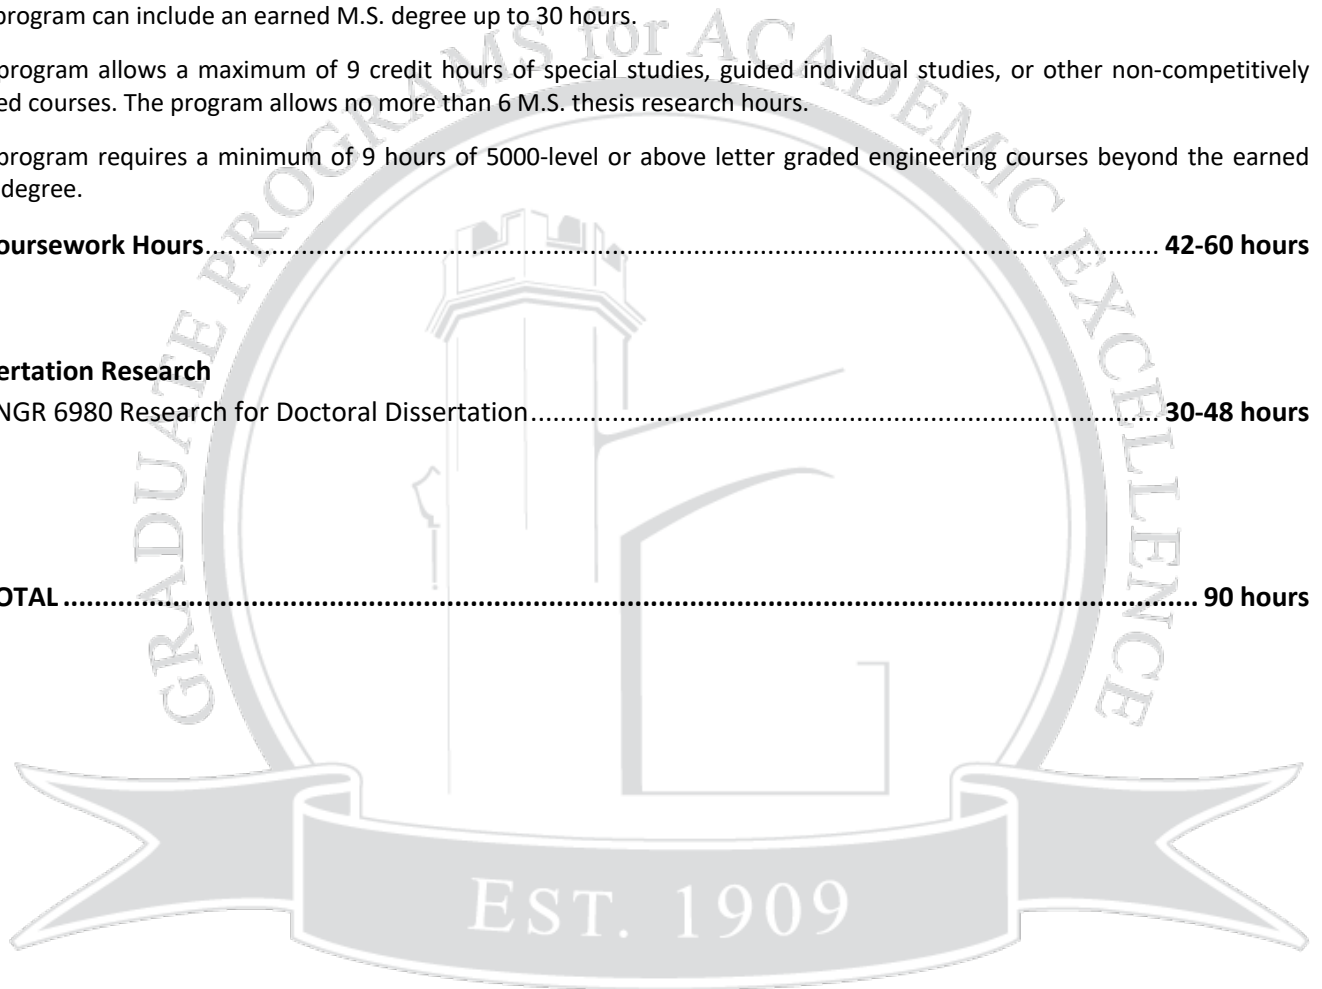 program can include an earned M.S. degree up to 30 hours.
program allows a maximum of 9 credit hours of special studies, guided individual studies, or other non-competitively
ed courses. The program allows no more than 6 M.S. thesis research hours.
program requires a minimum of 9 hours of 5000-level or above letter graded engineering courses beyond the earned
degree.
oursework Hours........................................ 42-60 hours
ertation Research
NGR 6980 Research for Doctoral Dissertation........................................ 30-48 hours
OTAL........................................ 90 hours
GRADUATE PROGRAMS for ACADEMIC EXCELLENCE
EST. 1909